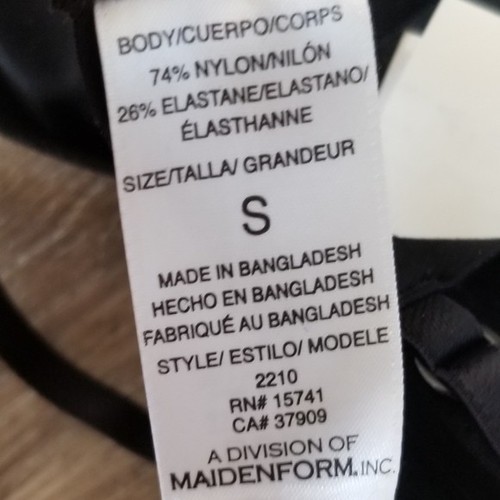 BODY/CUERPO/CORPS
74% NYLON/NILÓN
26% ELASTANE/ELASTANO/
ÉLASTHANNE
SIZE/TALLA/ GRANDEUR
S
MADE IN BANGLADESH
HECHO EN BANGLADESH
FABRIQUÉ AU BANGLADESH
STYLE/ ESTILO/ MODELE
2210
RN# 15741
CA# 37909
A DIVISION OF
MAIDENFORM, INC.